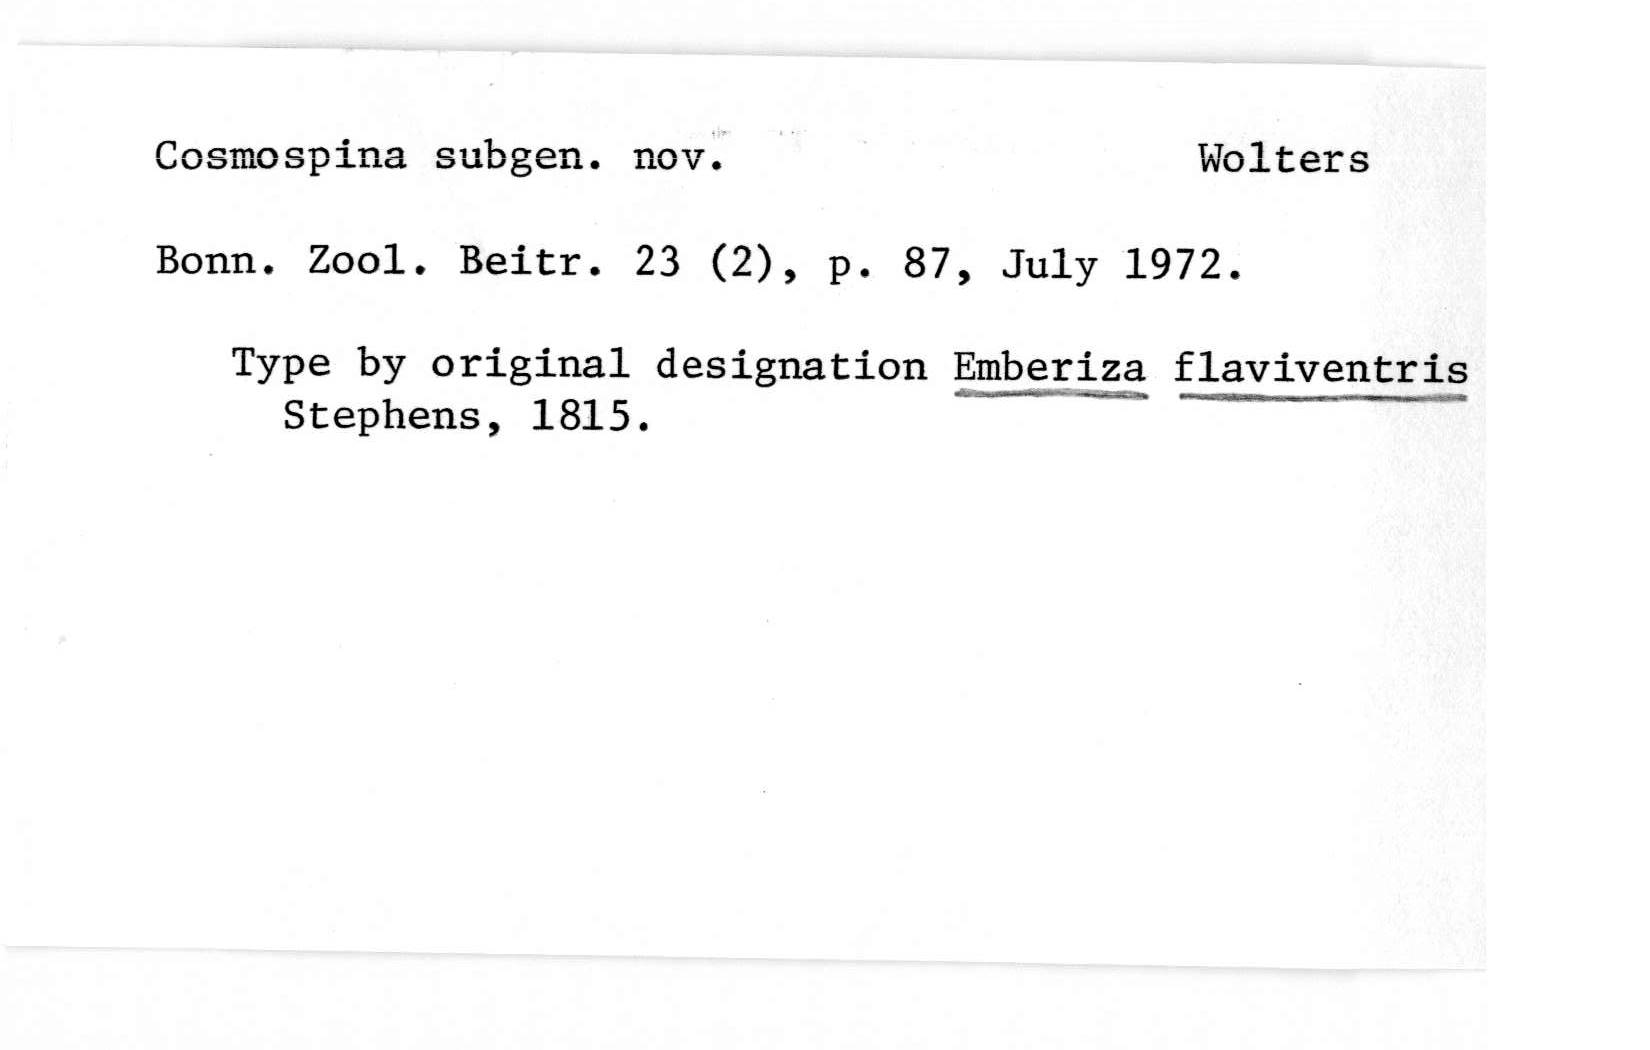 Cosmospina subgen. nov. Wolters
Bonn. Zool. Beitr. 23 (2), p. 87, July 1972.
Type by original designation Emberiza flaviventris
Stephens, 1815.